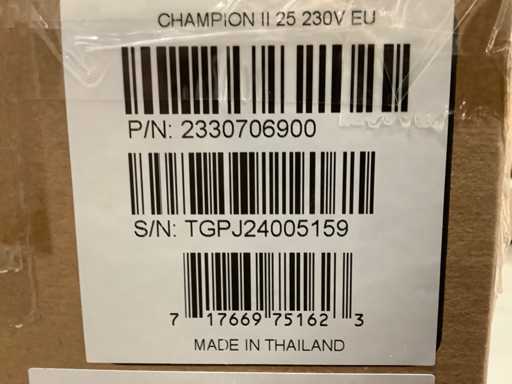 CHAMPION II 25 230V EU
P/N: 2330706900
S/N: TGPJ24005159
7 17669 75162 3
MADE IN THAILAND